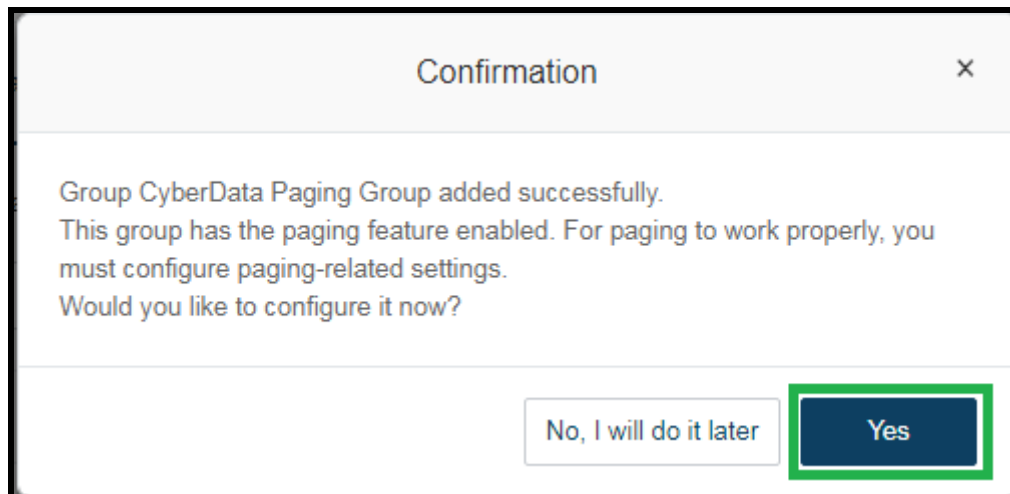 Confirmation
×
Group CyberData Paging Group added successfully.
This group has the paging feature enabled. For paging to work properly, you
must configure paging-related settings.
Would you like to configure it now?
No, I will do it later
Yes